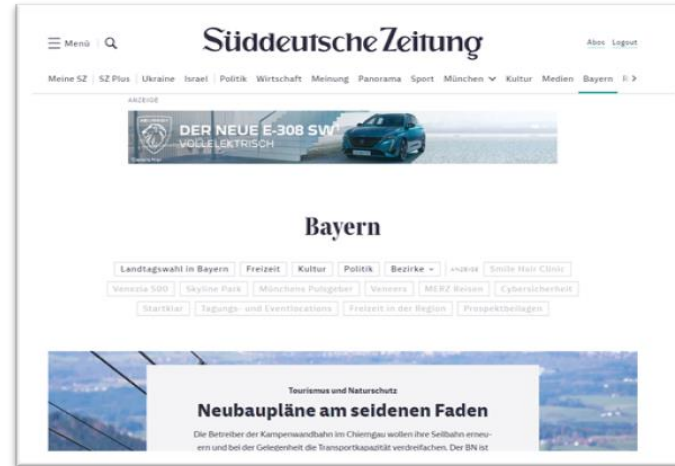 Menü
Süddeutsche Zeitung
Abos Logout
Meine SZ SZ Plus Ukraine Israel Politik Wirtschaft Meinung Panorama Sport München Kultur Medien Bayern
ANZEIGE
DER NEUE E-308 SW
VOLLELEKTRISCH
Bayern
Landtagswahl in Bayern Freizeit Kultur Politik Bezirke ANZEIGE Smile Hair Clinic
Venezia 500 Skyline Park Münchens Pulsgeber Veneers MERZ Reisen Cybersicherheit
Startklar Tagungs- und Eventlocations Freizeit in der Region Prospektbeilagen
Tourismus und Naturschutz
Neubaupläne am seidenen Faden
Die Betreiber der Kampenwandbahn im Chiemgau wollen ihre Seilbahn erneu-
ern und bei der Gelegenheit die Transportkapazität verdreifachen. Der BN ist